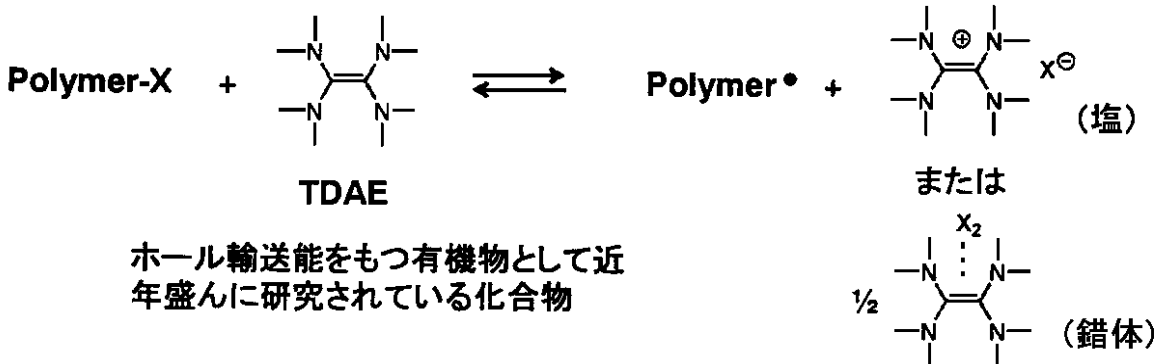 Polymer-X + TDAE ⇌ Polymer• + X⊖
N N
N N
⊕
N N
N N
(塩)
TDAE
または
ホール輸送能をもつ有機物として近
年盛んに研究されている化合物
X2
N N
½
N N
(錯体)